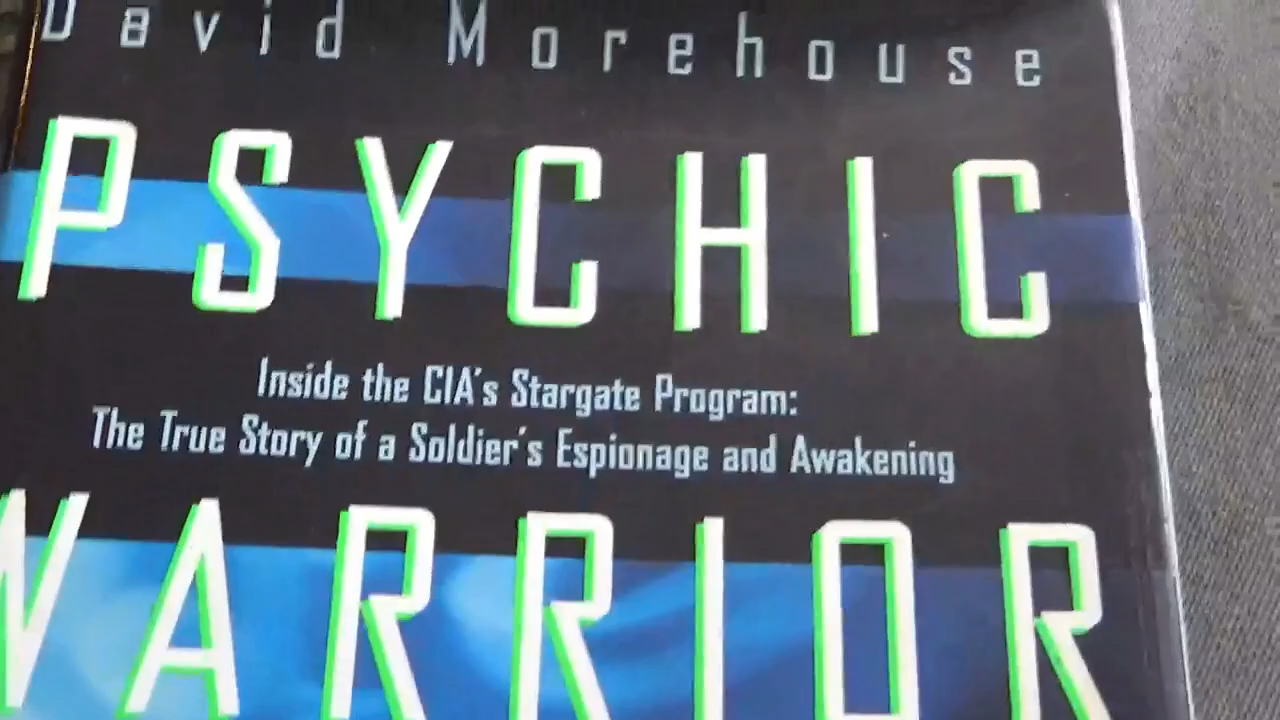 David Morehouse
PSYCHIC
Inside the CIA's Stargate Program:
The True Story of a Soldier's Espionage and Awakening
WARRIOR